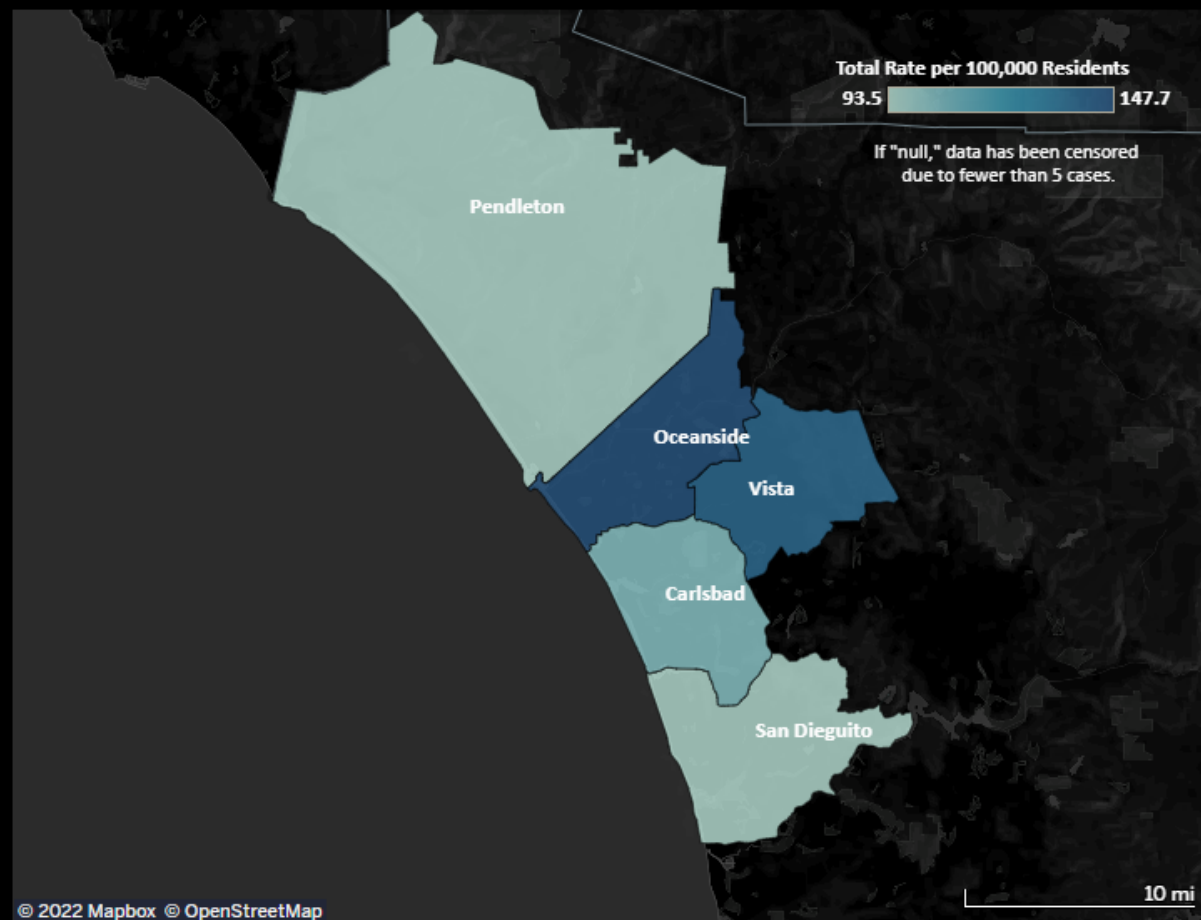 Total Rate per 100,000 Residents
93.5 147.7
If "null," data has been censored
due to fewer than 5 cases.
Pendleton
Oceanside
Vista
Carlsbad
San Dieguito
© 2022 Mapbox © OpenStreetMap
10 mi